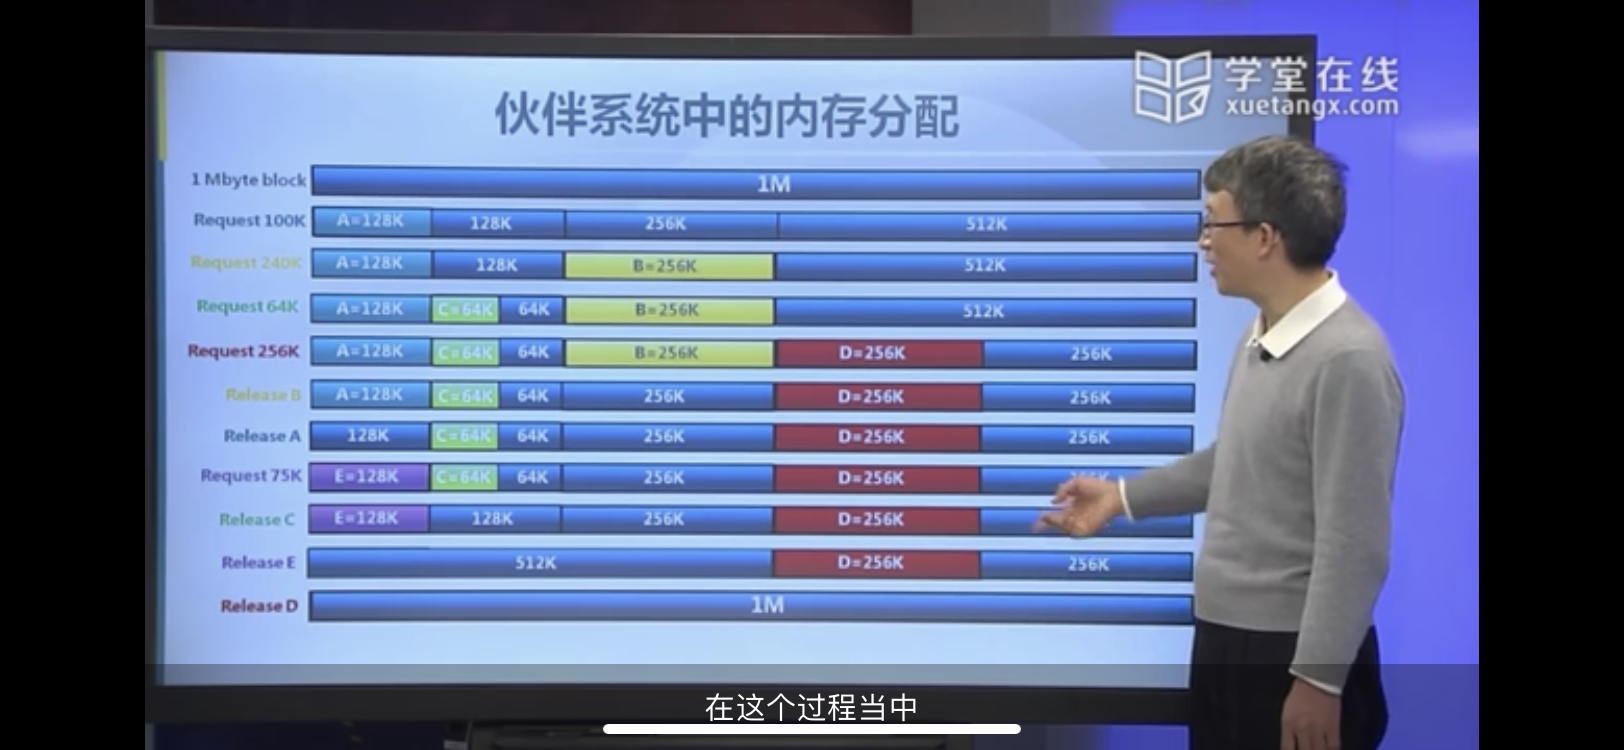 学堂在线
xuetangx.com
伙伴系统中的内存分配
1 Mbyte block 1M
Request 100K A=128K 128K 256K 512K
Request 240K A=128K 128K B=256K 512K
Request 64K A=128K C=64K 64K B=256K 512K
Request 256K A=128K C=64K 64K B=256K D=256K 256K
Release B A=128K C=64K 64K 256K D=256K 256K
Release A 128K C=64K 64K 256K D=256K 256K
Request 75K E=128K C=64K 64K 256K D=256K
Release C E=128K 128K 256K D=256K
Release E 512K D=256K 256K
Release D 1M
在这个过程当中